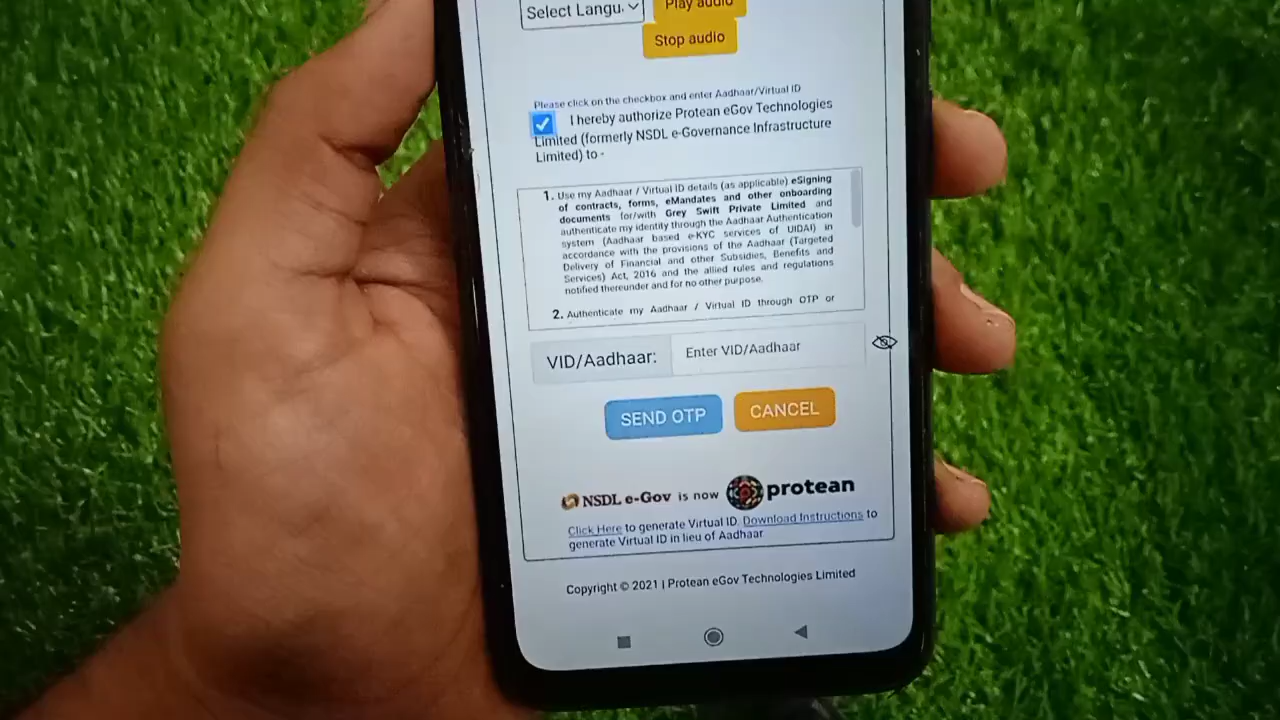 Select Langu.
Play audio
Stop audio
Please click on the checkbox and enter Aadhaar/Virtual ID
I hereby authorize Protean eGov Technologies
Limited (formerly NSDL e-Governance Infrastructure
Limited) to -
1. Use my Aadhaar / Virtual ID details (as applicable) eSigning
of contracts, forms, eMandates and other onboarding
documents for/with Grey Swift Private Limited and
authenticate my identity through the Aadhaar Authentication
system (Aadhaar based e-KYC services of UIDAI) in
accordance with the provisions of the Aadhaar (Targeted
Delivery of Financial and other Subsidies, Benefits and
Services) Act, 2016 and the allied rules and regulations
notified thereunder and for no other purpose.
2. Authenticate my Aadhaar / Virtual ID through OTP or
VID/Aadhaar: Enter VID/Aadhaar
SEND OTP CANCEL
NSDL e-Gov is now protean
Click Here to generate Virtual ID. Download Instructions to
generate Virtual ID in lieu of Aadhaar
Copyright © 2021 | Protean eGov Technologies Limited